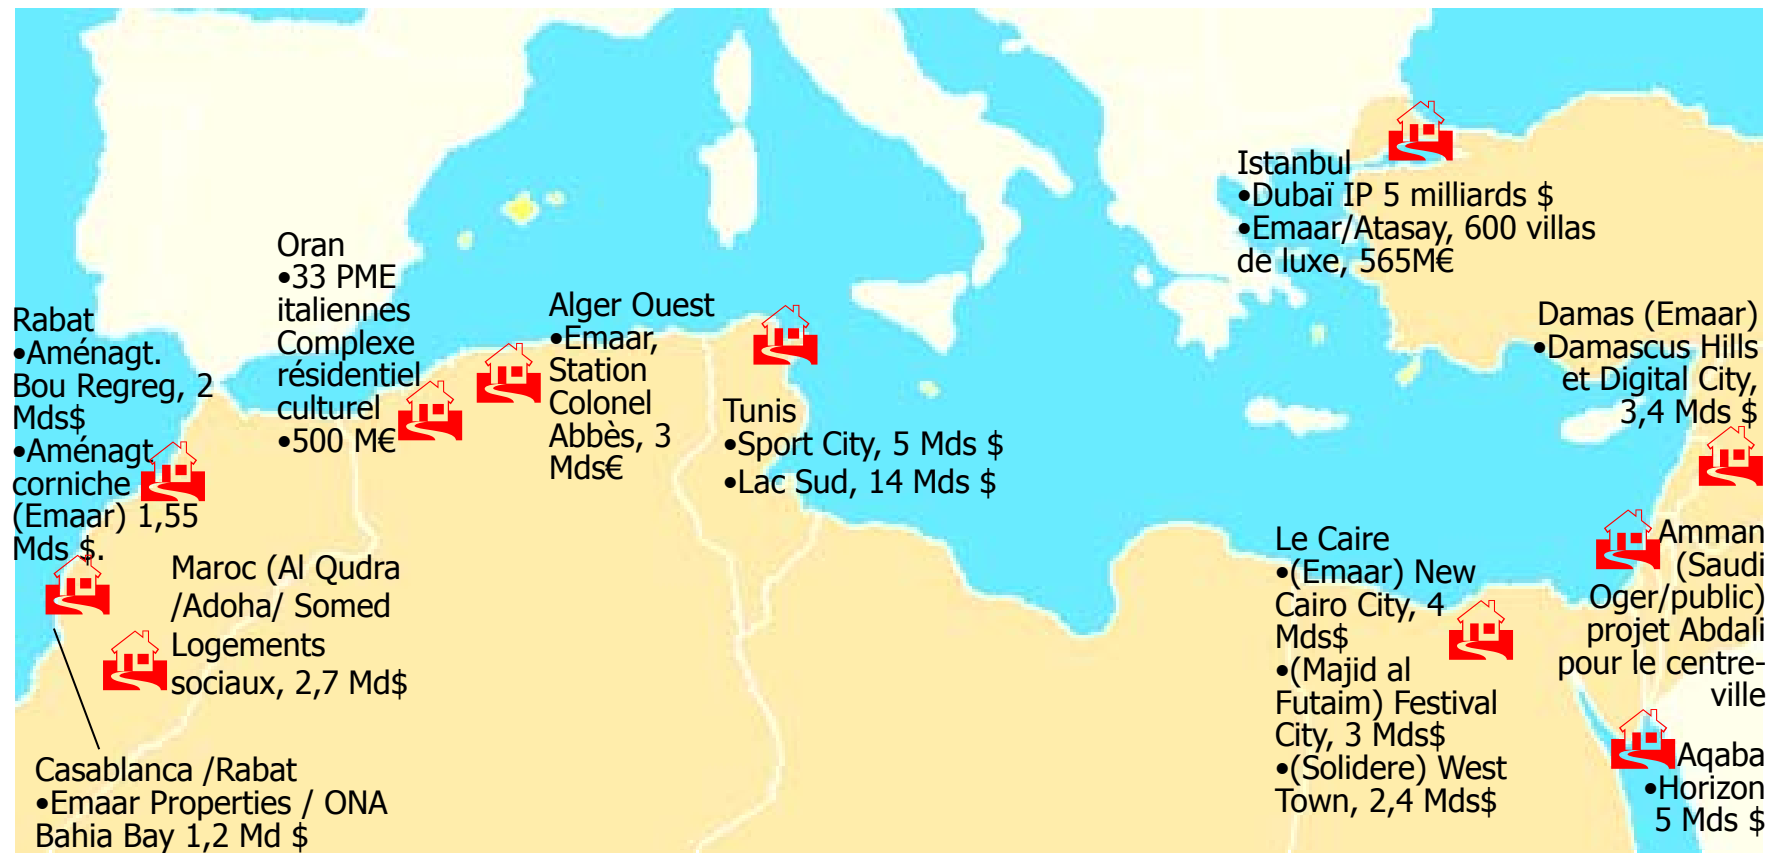 Istanbul
•Dubaï IP 5 milliards $
•Emaar/Atasay, 600 villas
de luxe, 565M€
Oran
•33 PME
italiennes
Complexe
résidentiel
culturel
•500 M€
Alger Ouest
•Emaar,
Station
Colonel
Abbès, 3
Mds€
Rabat
•Aménagt.
Bou Regreg, 2
Mds$
•Aménagt
corniche
(Emaar) 1,55
Mds $.
Tunis
•Sport City, 5 Mds $
•Lac Sud, 14 Mds $
Damas (Emaar)
•Damascus Hills
et Digital City,
3,4 Mds $
Maroc (Al Qudra
/Adoha/ Somed
Logements
sociaux, 2,7 Md$
Le Caire
•(Emaar) New
Cairo City, 4
Mds$
•(Majid al
Futaim) Festival
City, 3 Mds$
•(Solidere) West
Town, 2,4 Mds$
Amman
(Saudi
Oger/public)
projet Abdali
pour le centre-
ville
Aqaba
•Horizon
5 Mds $
Casablanca /Rabat
•Emaar Properties / ONA
Bahia Bay 1,2 Md $